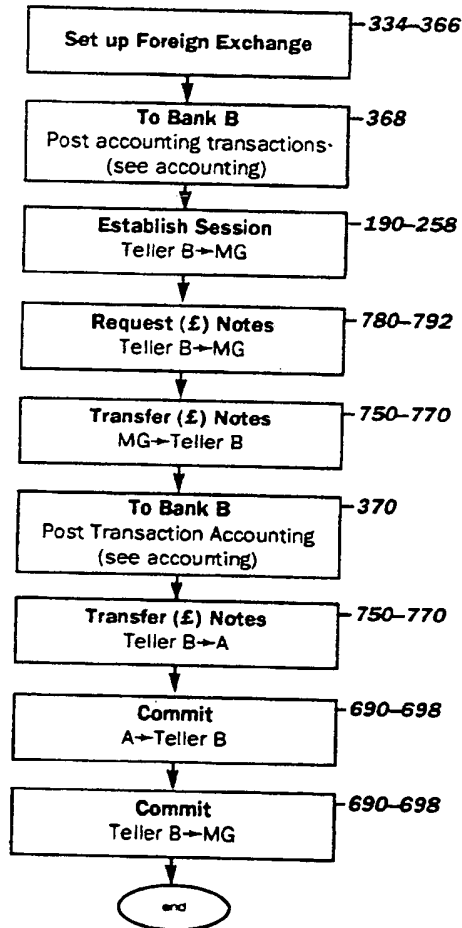 Set up Foreign Exchange
334–366
To Bank B
368
Post accounting transactions·
(see accounting)
Establish Session
190–258
Teller B→MG
Request (£) Notes
780–792
Teller B→MG
Transfer (£) Notes
750–770
MG→Teller B
To Bank B
370
Post Transaction Accounting
(see accounting)
Transfer (£) Notes
750–770
Teller B→A
Commit
690–698
A→Teller B
Commit
690–698
Teller B→MG
end